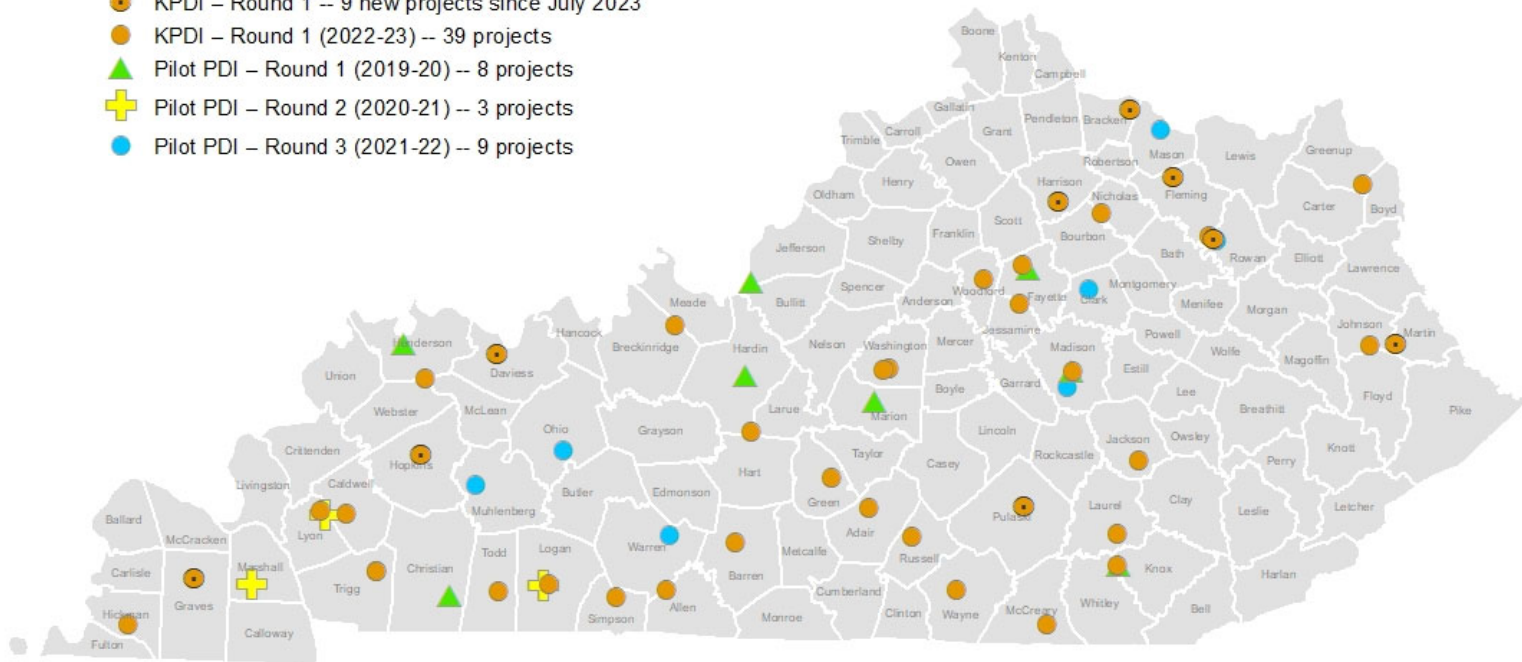 KPDI – Round 1 -- 9 new projects since July 2023
KPDI – Round 1 (2022-23) -- 39 projects
Pilot PDI – Round 1 (2019-20) -- 8 projects
Pilot PDI – Round 2 (2020-21) -- 3 projects
Pilot PDI – Round 3 (2021-22) -- 9 projects
Boone
Kenton
Campbell
Gallatin
Pendleton
Bracken
Trimble
Carroll
Grant
Mason
Lewis
Greenup
Owen
Robertson
Henry
Harrison
Oldham
Nicholas
Fleming
Carter
Boyd
Scott
Jefferson
Shelby
Franklin
Bourbon
Bath
Rowan
Elliott
Lawrence
Meade
Bullitt
Spencer
Anderson
Woodford
Fayette
Clark
Montgomery
Menifee
Morgan
Hancock
Henderson
Breckinridge
Hardin
Nelson
Washington
Mercer
Jessamine
Madison
Powell
Wolfe
Johnson
Martin
Magoffin
Union
Daviess
Boyle
Garrard
Estill
Lee
Floyd
Pike
Webster
McLean
Larue
Marion
Breathitt
Crittenden
Ohio
Grayson
Lincoln
Jackson
Owsley
Knott
Hopkins
Hart
Taylor
Casey
Rockcastle
Perry
Livingston
Caldwell
Butler
Edmonson
Green
Laurel
Clay
Letcher
Ballard
Muhlenberg
Pulaski
Leslie
McCracken
Lyon
Todd
Logan
Warren
Metcalfe
Adair
Russell
Carlisle
Marshall
Christian
Barren
Knox
Harlan
Trigg
Cumberland
Graves
Hickman
Simpson
Allen
Monroe
Clinton
Wayne
McCreary
Whitley
Bell
Fulton
Calloway